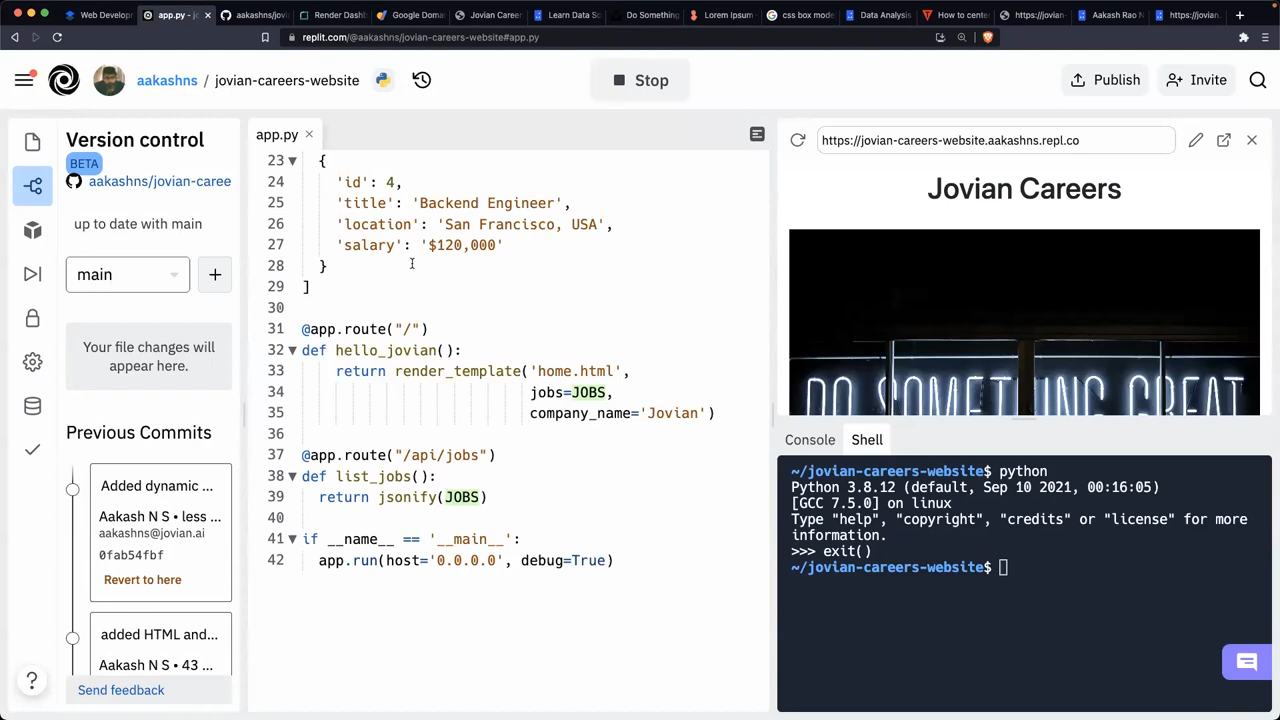 Web Develop
app.py - jo
aakashns/jovi
Render Dashb
Google Doma
Jovian Career
Learn Data Sc
Do Something
Lorem Ipsum
css box mode
Data Analysis
How to center
https://jovian-
Aakash Rao N
https://jovian.
replit.com/@aakashns/jovian-careers-website#app.py
aakashns / jovian-careers-website
Stop
Publish
Invite
Version control
BETA
aakashns/jovian-caree
up to date with main
main
+
Your file changes will
appear here.
Previous Commits
Added dynamic ...
Aakash N S • less ...
aakashns@jovian.ai
0fab54fbf
Revert to here
added HTML and...
Aakash N S • 43 ...
Send feedback
?
app.py
23 {
24 'id': 4,
25 'title': 'Backend Engineer',
26 'location': 'San Francisco, USA',
27 'salary': '$120,000'
28 }
29 ]
30
31 @app.route("/")
32 def hello_jovian():
33 return render_template('home.html',
34 jobs=JOBS,
35 company_name='Jovian')
36
37 @app.route("/api/jobs")
38 def list_jobs():
39 return jsonify(JOBS)
40
41 if __name__ == '__main__':
42 app.run(host='0.0.0.0', debug=True)
https://jovian-careers-website.aakashns.repl.co
Jovian Careers
DO SOMETHING GREAT
Console
Shell
~/jovian-careers-website$ python
Python 3.8.12 (default, Sep 10 2021, 00:16:05)
[GCC 7.5.0] on linux
Type "help", "copyright", "credits" or "license" for more
information.
>>> exit()
~/jovian-careers-website$